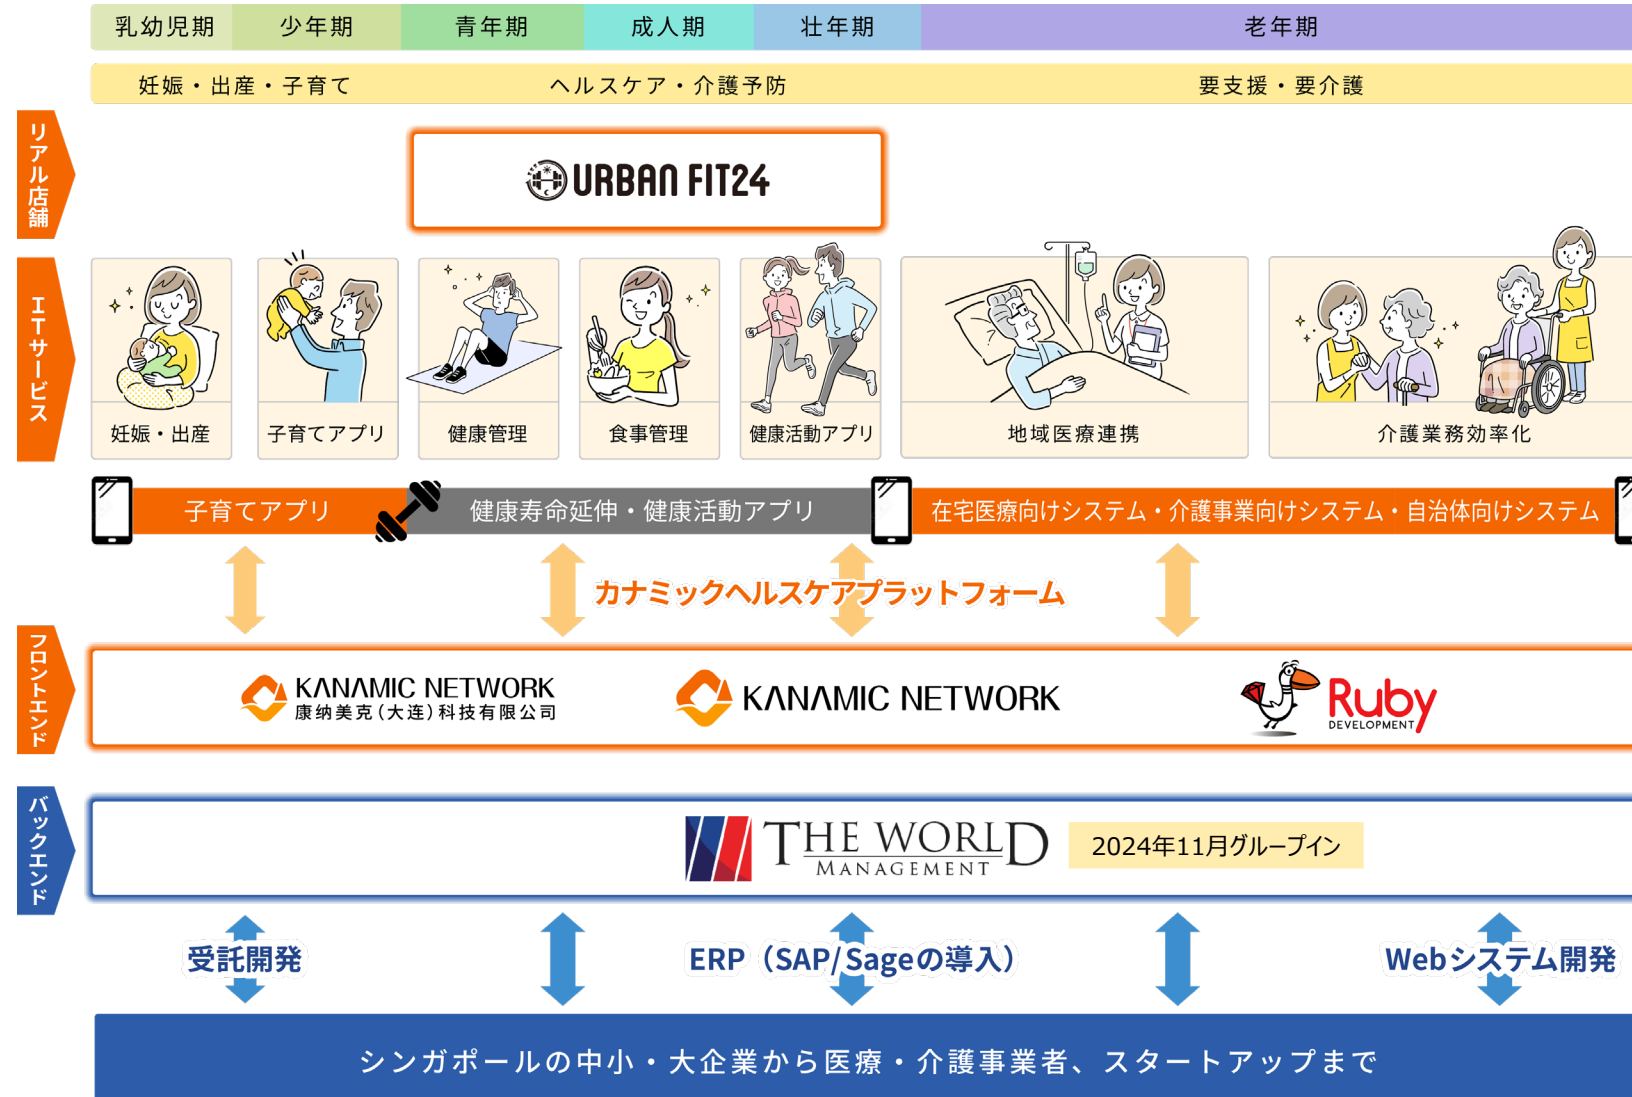 乳幼児期 少年期 青年期 成人期 壮年期 老年期
妊娠・出産・子育て ヘルスケア・介護予防 要支援・要介護
リアル店舗
URBAN FIT24
ITサービス
妊娠・出産 子育てアプリ 健康管理 食事管理 健康活動アプリ 地域医療連携 介護業務効率化
子育てアプリ 健康寿命延伸・健康活動アプリ 在宅医療向けシステム・介護事業向けシステム・自治体向けシステム
カナミックヘルスケアプラットフォーム
フロントエンド
KANAMIC NETWORK
康纳美克(大连)科技有限公司
KANAMIC NETWORK
Ruby
DEVELOPMENT
バックエンド
THE WORLD
MANAGEMENT
2024年11月グループイン
受託開発 ERP（SAP/Sageの導入） Webシステム開発
シンガポールの中小・大企業から医療・介護事業者、スタートアップまで